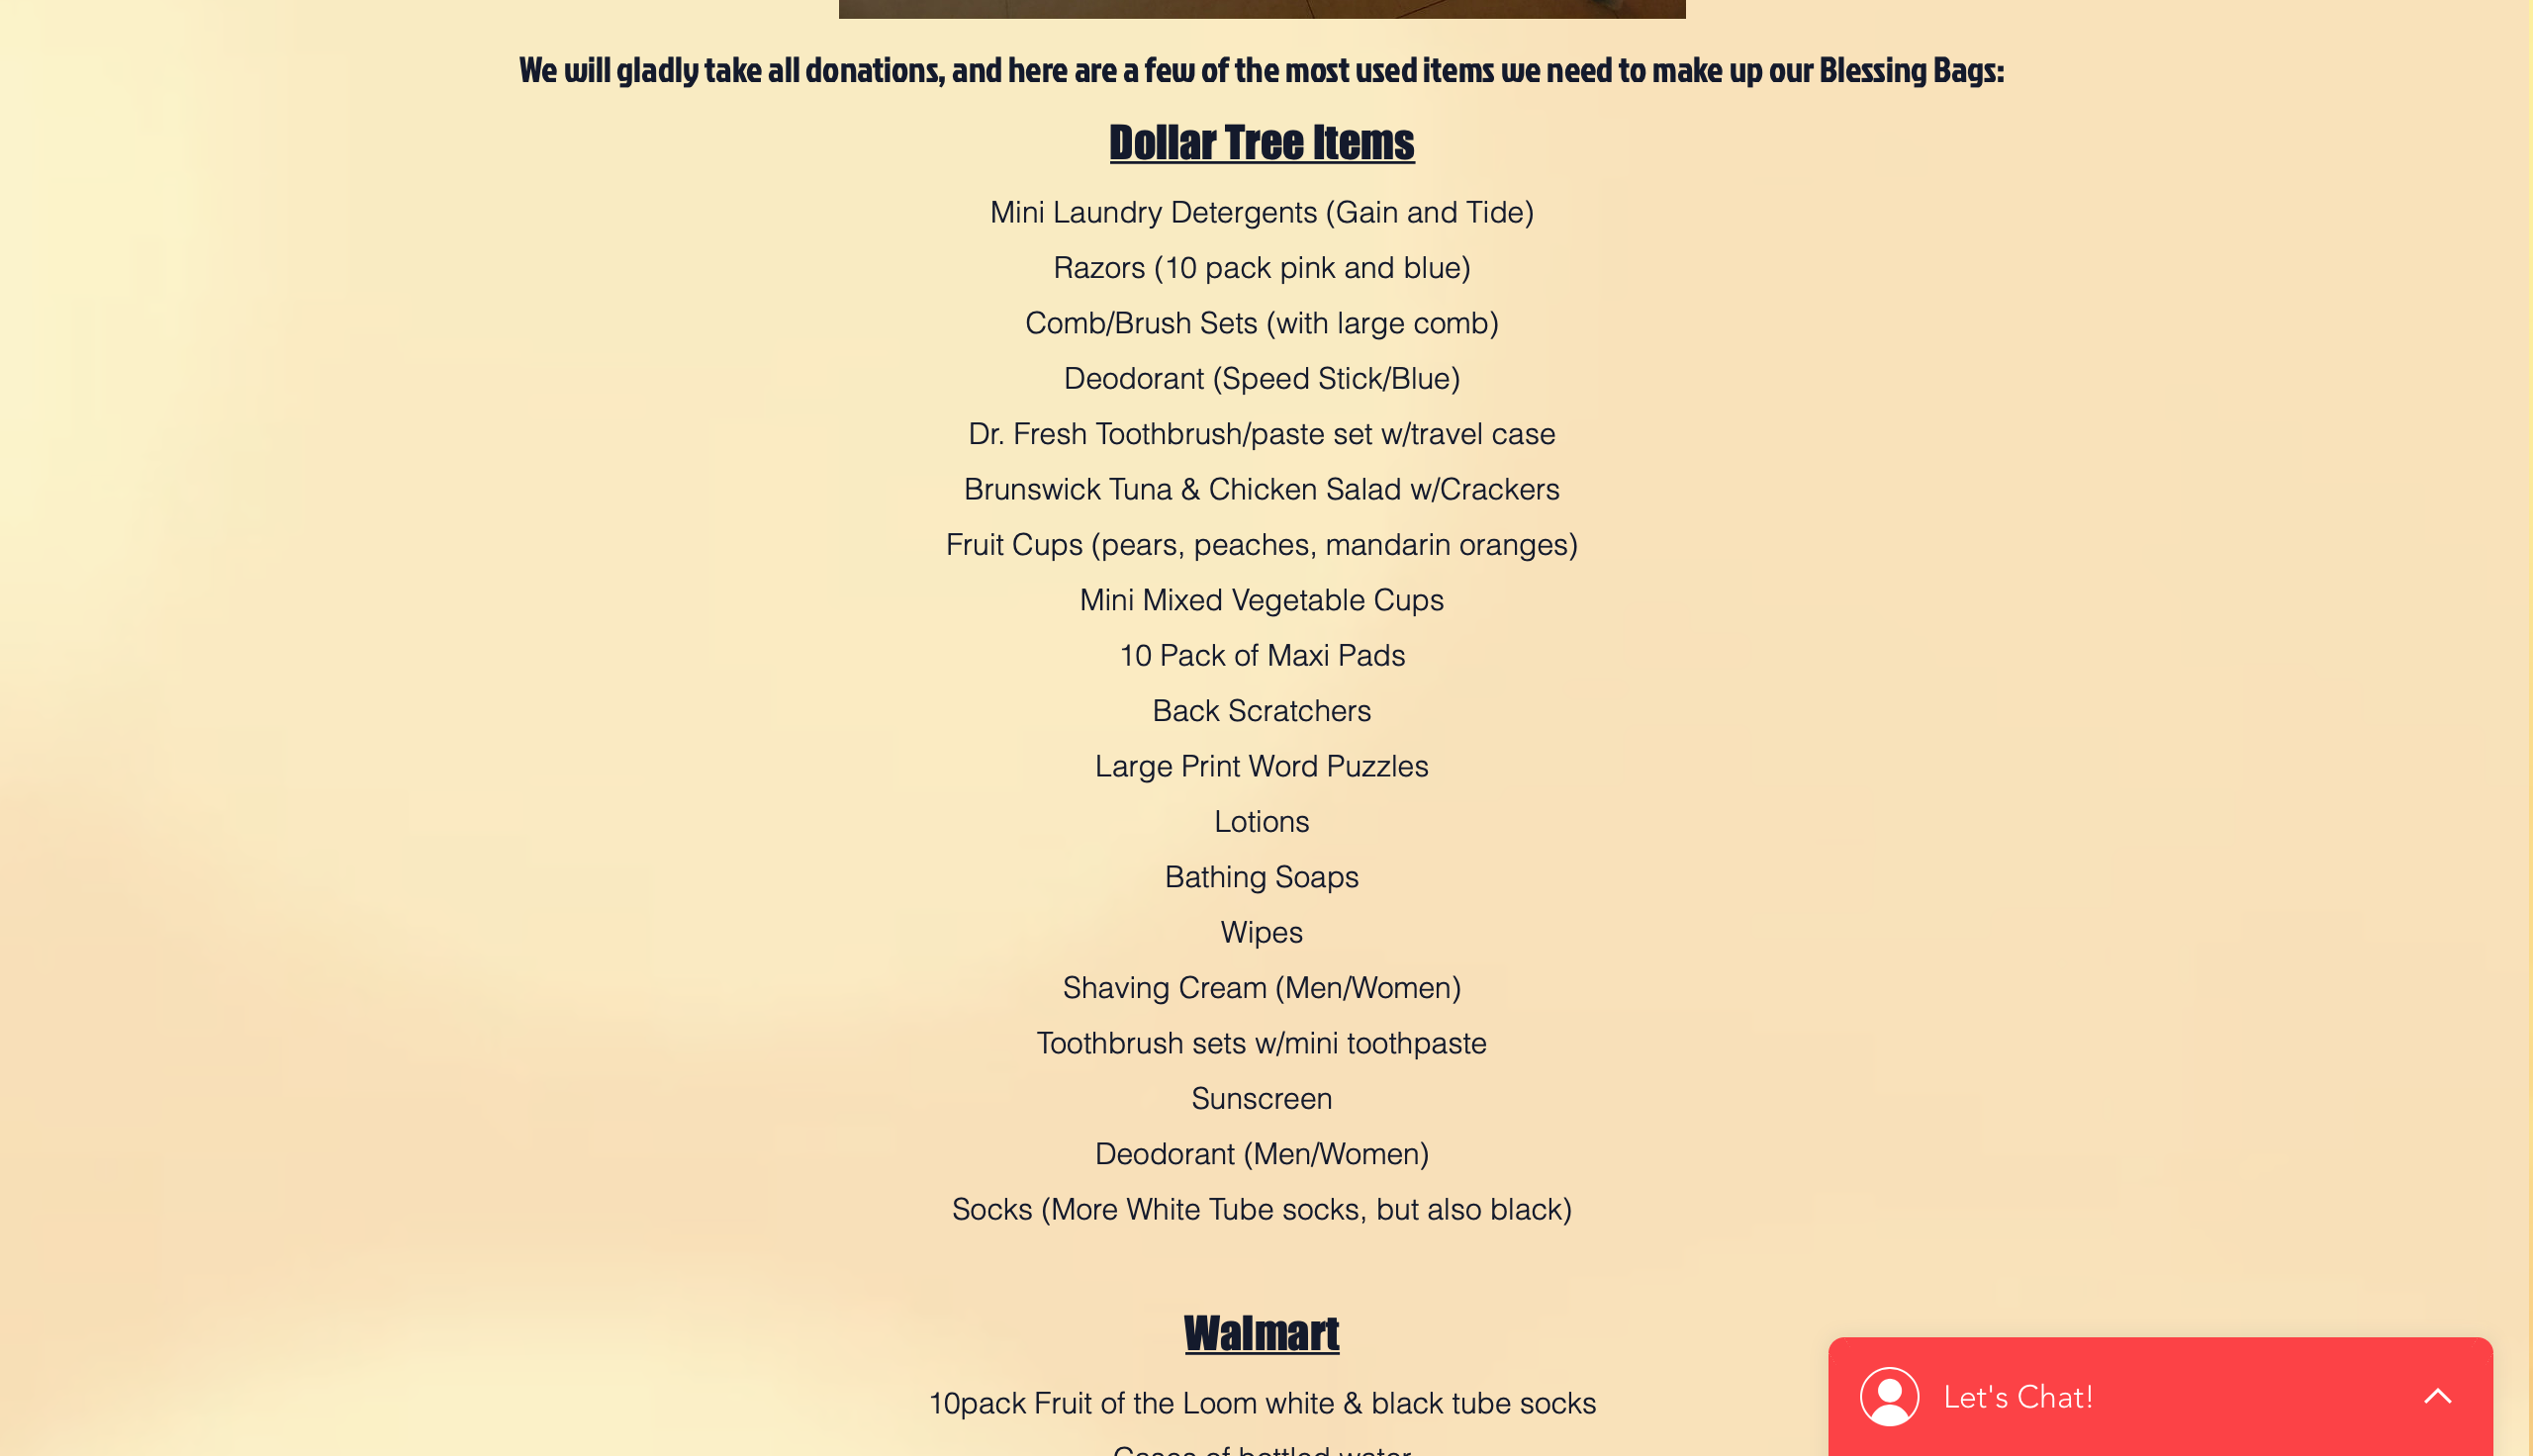 We will gladly take all donations, and here are a few of the most used items we need to make up our Blessing Bags:
Dollar Tree Items
Mini Laundry Detergents (Gain and Tide)
Razors (10 pack pink and blue)
Comb/Brush Sets (with large comb)
Deodorant (Speed Stick/Blue)
Dr. Fresh Toothbrush/paste set w/travel case
Brunswick Tuna & Chicken Salad w/Crackers
Fruit Cups (pears, peaches, mandarin oranges)
Mini Mixed Vegetable Cups
10 Pack of Maxi Pads
Back Scratchers
Large Print Word Puzzles
Lotions
Bathing Soaps
Wipes
Shaving Cream (Men/Women)
Toothbrush sets w/mini toothpaste
Sunscreen
Deodorant (Men/Women)
Socks (More White Tube socks, but also black)
Walmart
10pack Fruit of the Loom white & black tube socks
Cases of bottled water
Let's Chat!